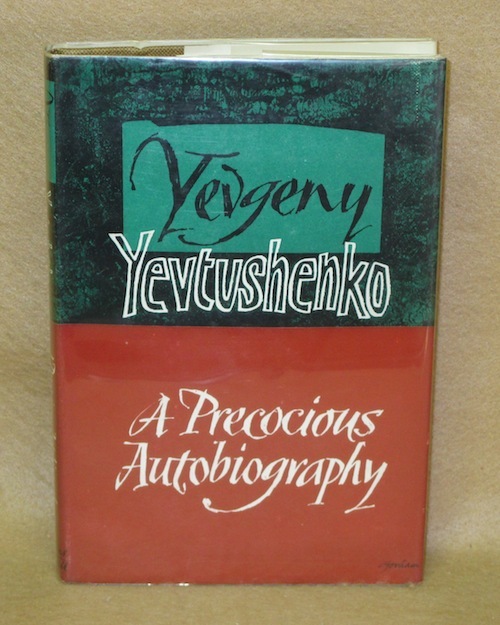 Yevgeny
Yevtushenko
A Precocious
Autobiography